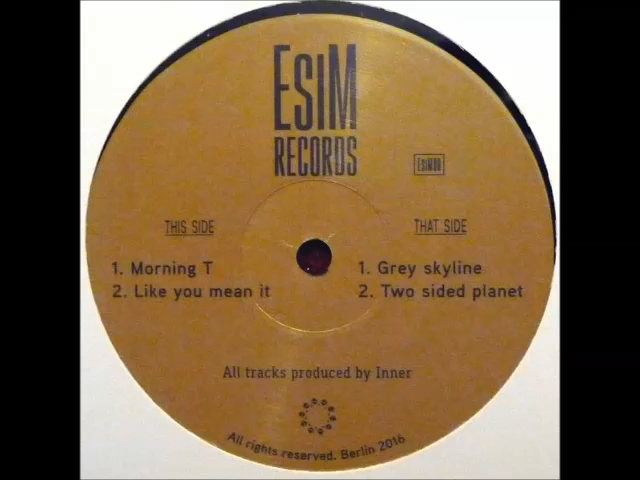 EsiM
RECORDS
THIS SIDE
1. Morning T
2. Like you mean it
THAT SIDE
1. Grey skyline
2. Two sided planet
All tracks produced by Inner
All rights reserved. Berlin 2016